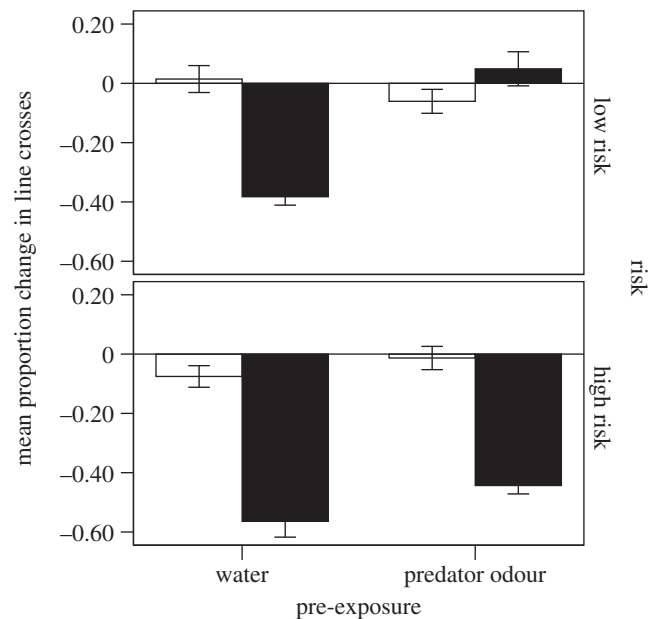 mean proportion change in line crosses
0.20
0
–0.20
–0.40
–0.60
low risk
0.20
0
–0.20
–0.40
–0.60
high risk
risk
water
predator odour
pre-exposure